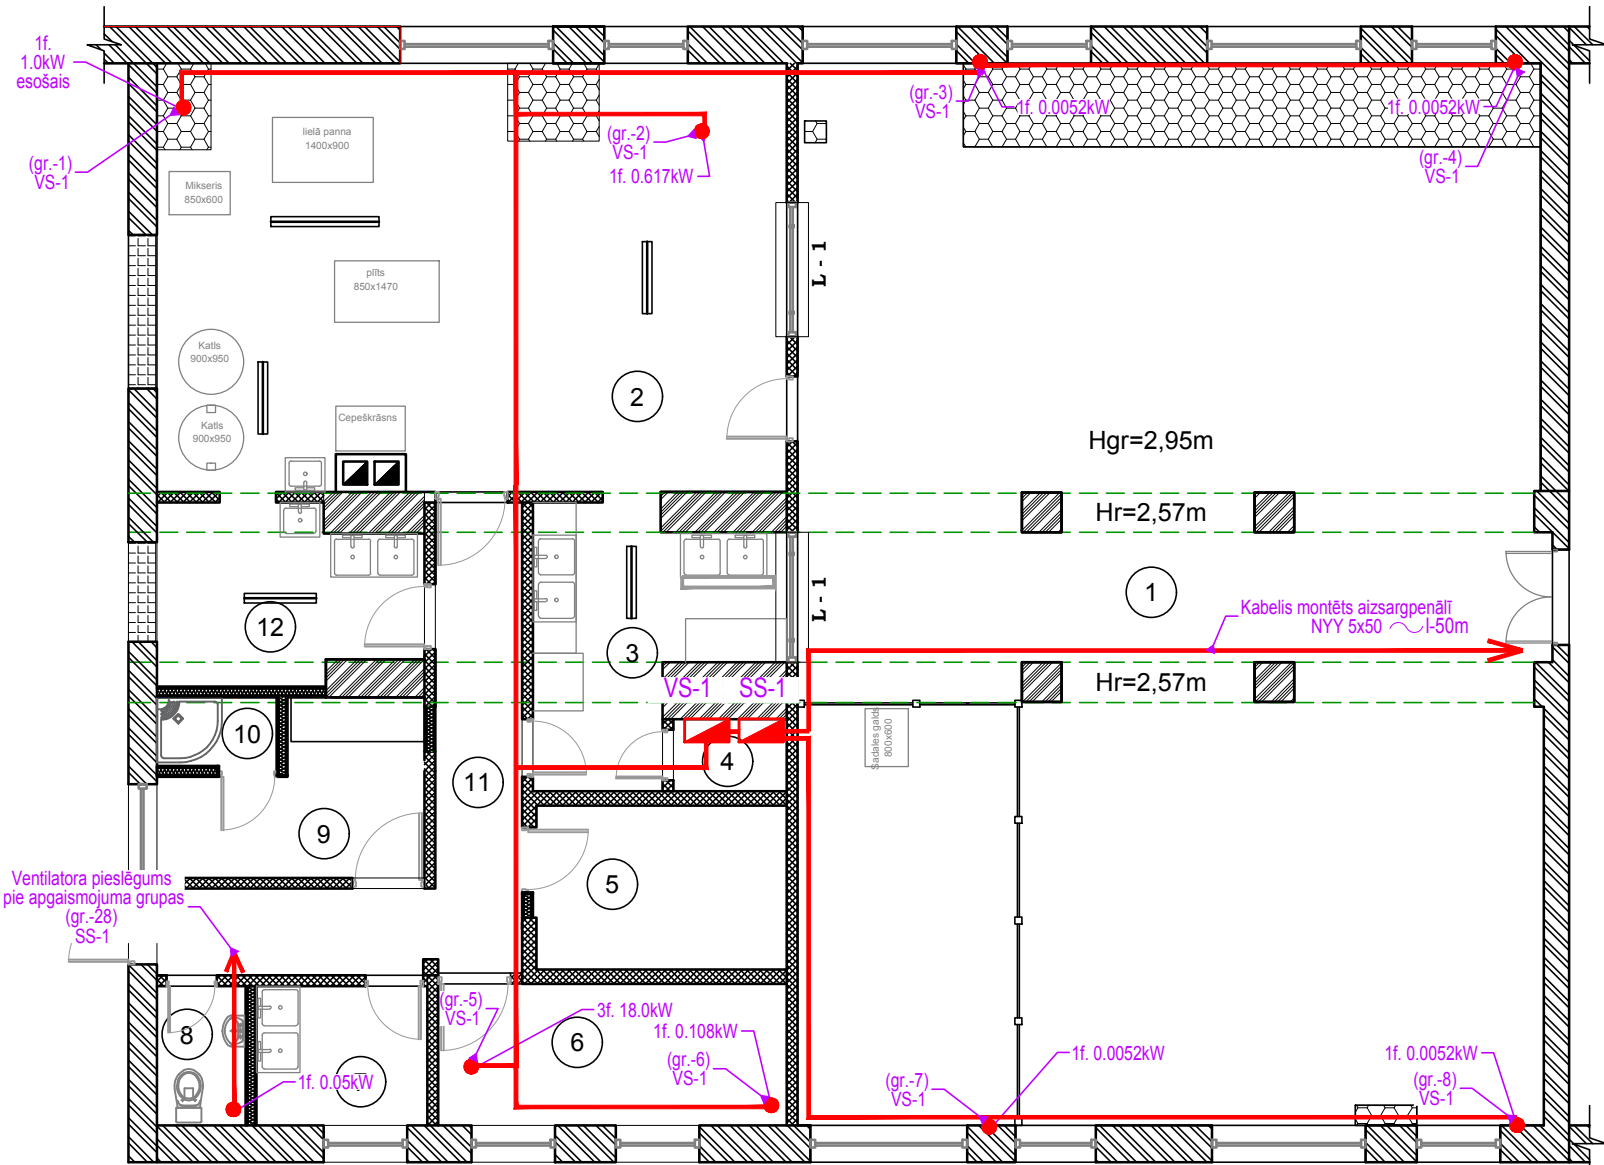 1f.
1.0kW
esošais
(gr.-1)
VS-1
lielā panna
1400x900
Mikseris
850x600
plīts
850x1470
Katls
900x950
Katls
900x950
Cepeškrāsns
(gr.-2)
VS-1
1f. 0.617kW
2
L - 1
(gr.-3)
VS-1
1f. 0.0052kW
1f. 0.0052kW
(gr.-4)
VS-1
Hgr=2,95m
Hr=2,57m
1
L - 1
Kabelis montēts aizsargpenālī
NYY 5x50 l-50m
Hr=2,57m
12
3
VS-1 SS-1
4
Sadales galds
800x600
10
11
9
5
Ventilatora pieslēgums
pie apgaismojuma grupas
(gr.-28)
SS-1
8
1f. 0.05kW
(gr.-5)
VS-1
3f. 18.0kW
6
1f. 0.108kW
(gr.-6)
VS-1
(gr.-7)
VS-1
1f. 0.0052kW
1f. 0.0052kW
(gr.-8)
VS-1